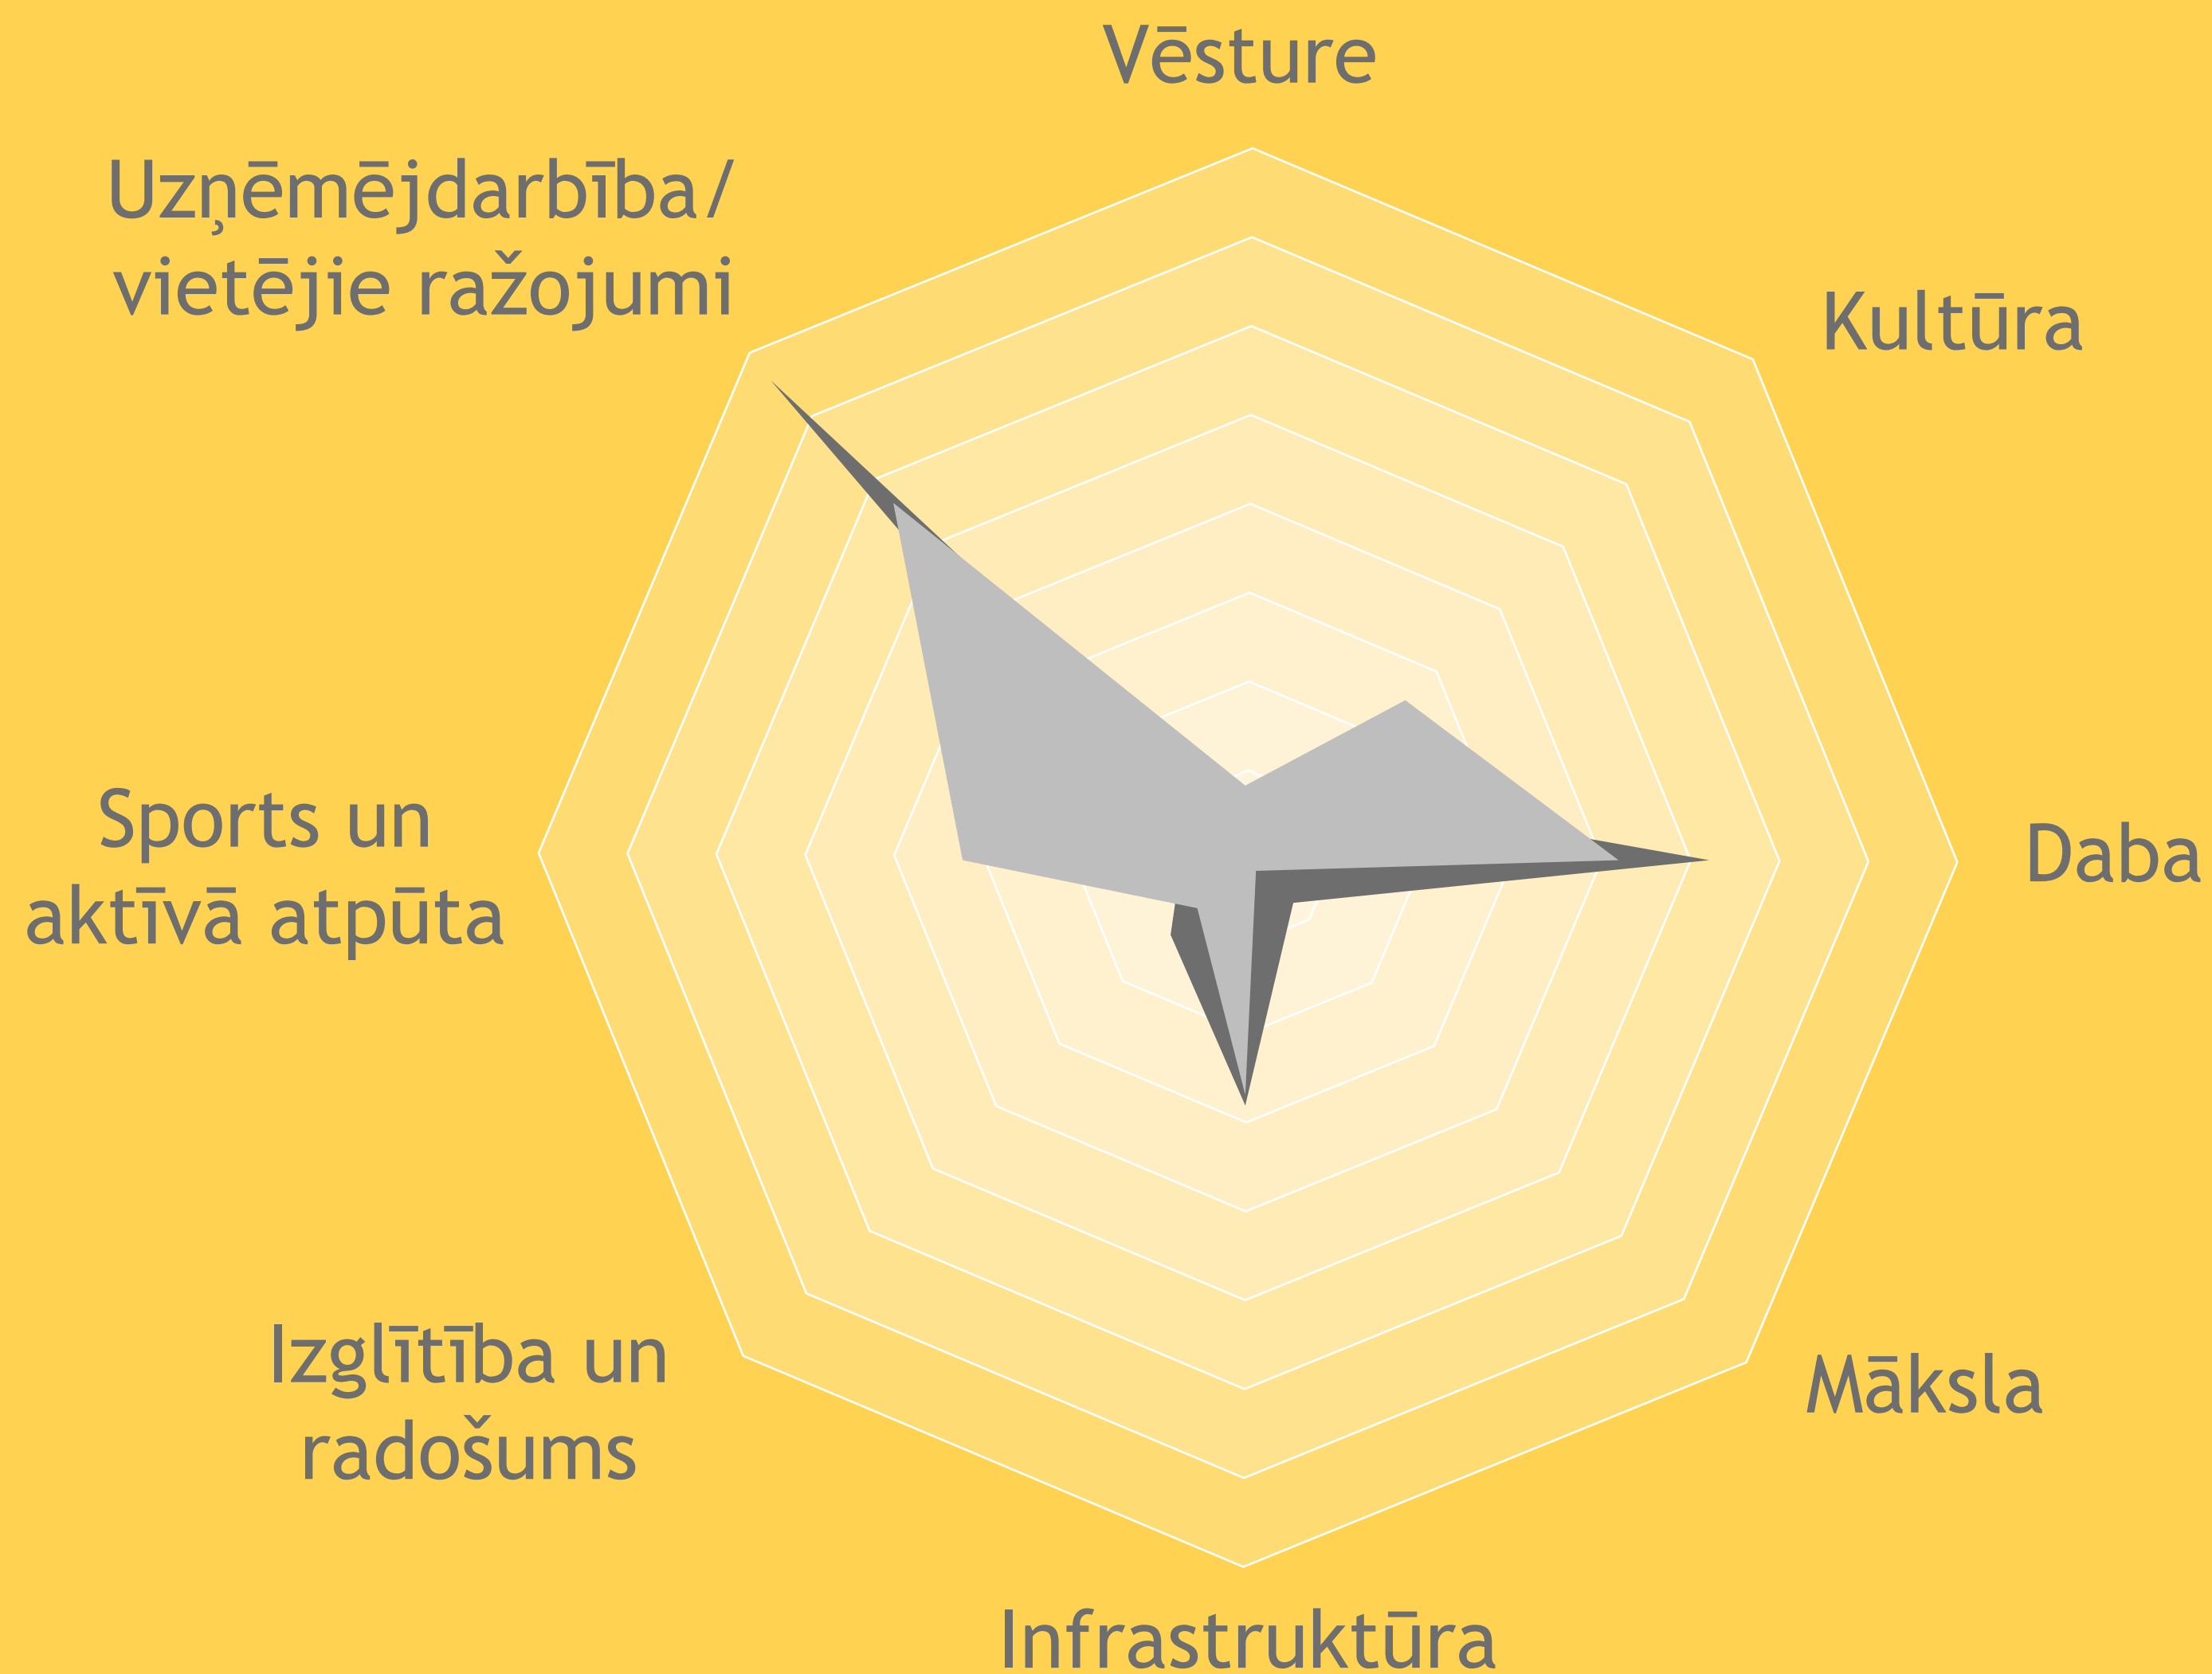 Vēsture
Uzņēmējdarbība/
vietējie ražojumi
Kultūra
Sports un
aktīvā atpūta
Daba
Izglītība un
radošums
Māksla
Infrastruktūra